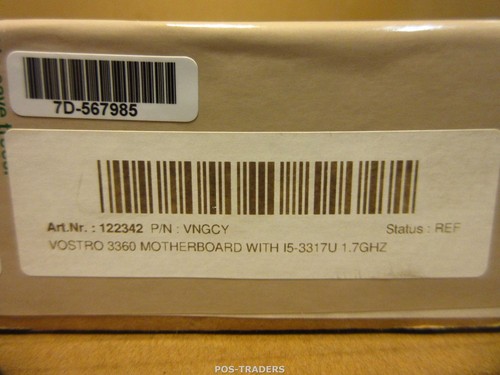 7D-567985
Art.Nr. : 122342 P/N : VNGCY Status : REF
VOSTRO 3360 MOTHERBOARD WITH I5-3317U 1.7GHZ
POS-TRADERS